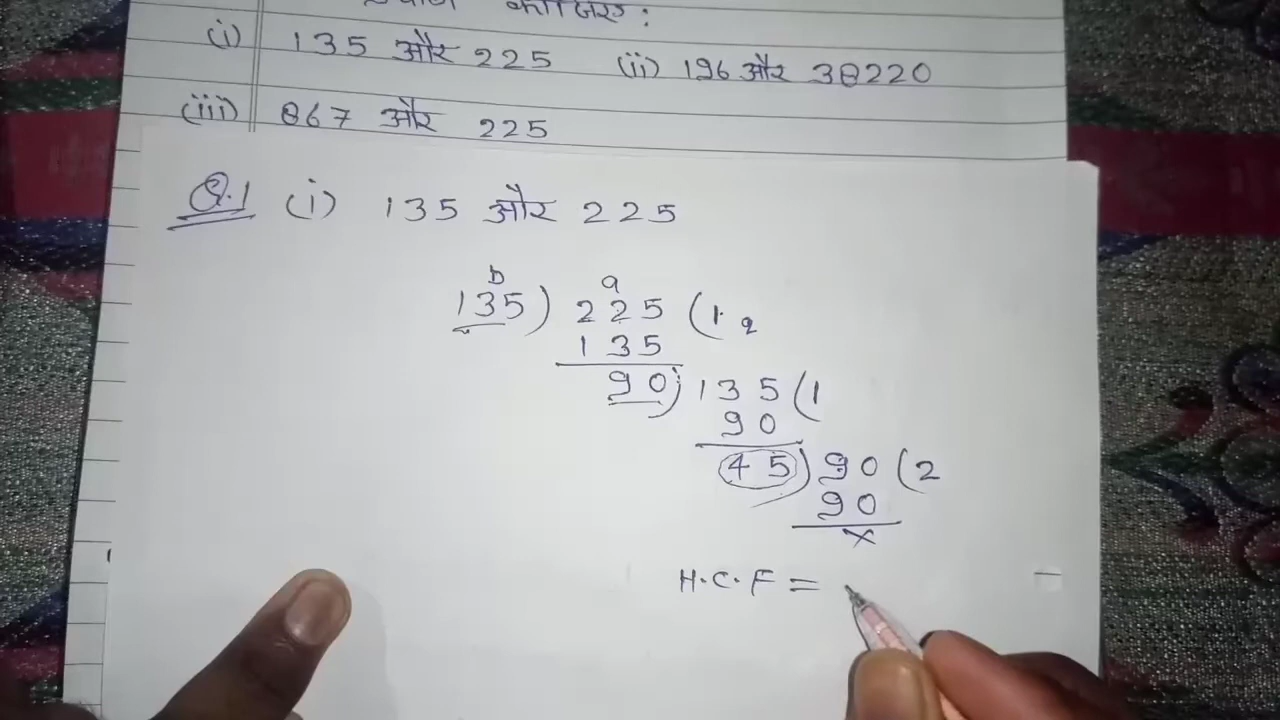 कीजिए:
(i) 135 और 225 (ii) 196 और 38220
(iii) 867 और 225
Q.1 (i) 135 और 225
b a
135) 225 (1 q
135
90) 135 (1
90
45) 90 (2
90
x
H.C.F =